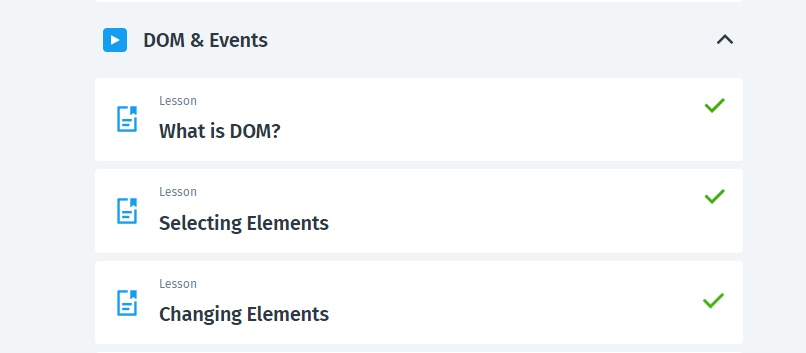 DOM & Events
Lesson
What is DOM?
Lesson
Selecting Elements
Lesson
Changing Elements